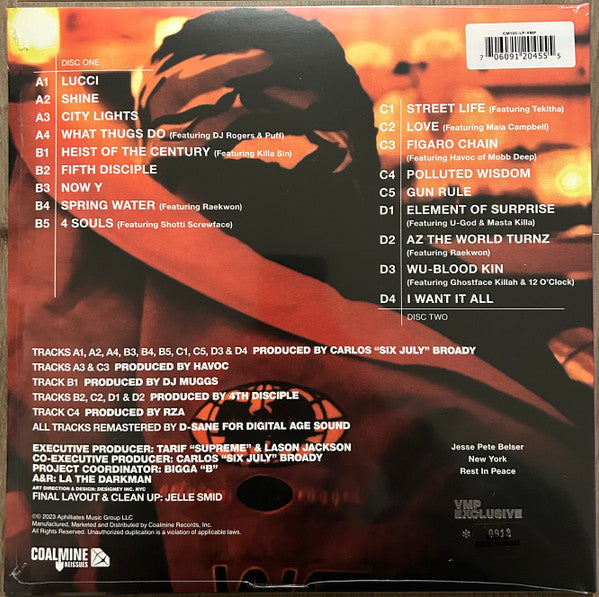 CM105-LP-VMP
7 06091 20455 5
DISC ONE
A1 LUCCI
A2 SHINE
A3 CITY LIGHTS
A4 WHAT THUGS DO (Featuring DJ Rogers & Puff)
B1 HEIST OF THE CENTURY (Featuring Killa Sin)
B2 FIFTH DISCIPLE
B3 NOW Y
B4 SPRING WATER (Featuring Raekwon)
B5 4 SOULS (Featuring Shotti Screwface)
C1 STREET LIFE (Featuring Tekitha)
C2 LOVE (Featuring Maia Campbell)
C3 FIGARO CHAIN
(Featuring Havoc of Mobb Deep)
C4 POLLUTED WISDOM
C5 GUN RULE
D1 ELEMENT OF SURPRISE
(Featuring U-God & Masta Killa)
D2 AZ THE WORLD TURNZ
(Featuring Raekwon)
D3 WU-BLOOD KIN
(Featuring Ghostface Killah & 12 O'Clock)
D4 I WANT IT ALL
DISC TWO
TRACKS A1, A2, A4, B3, B4, B5, C1, C5, D3 & D4 PRODUCED BY CARLOS "SIX JULY" BROADY
TRACKS A3 & C3 PRODUCED BY HAVOC
TRACK B1 PRODUCED BY DJ MUGGS
TRACKS B2, C2, D1 & D2 PRODUCED BY 4TH DISCIPLE
TRACK C4 PRODUCED BY RZA
ALL TRACKS REMASTERED BY D-SANE FOR DIGITAL AGE SOUND
EXECUTIVE PRODUCER: TARIF "SUPREME" & LASON JACKSON
CO-EXECUTIVE PRODUCER: CARLOS "SIX JULY" BROADY
PROJECT COORDINATOR: BIGGA "B"
A&R: LA THE DARKMAN
ART DIRECTION & DESIGN: DESIGNEY INC. NYC
FINAL LAYOUT & CLEAN UP: JELLE SMID
Jesse Pete Belser
New York
Rest In Peace
©℗ 2023 Aphilliates Music Group LLC
Manufactured, Marketed and Distributed by Coalmine Records, Inc.
All Rights Reserved. Unauthorized duplication is a violation of applicable laws.
VMP
EXCLUSIVE
COALMINE
REISSUES